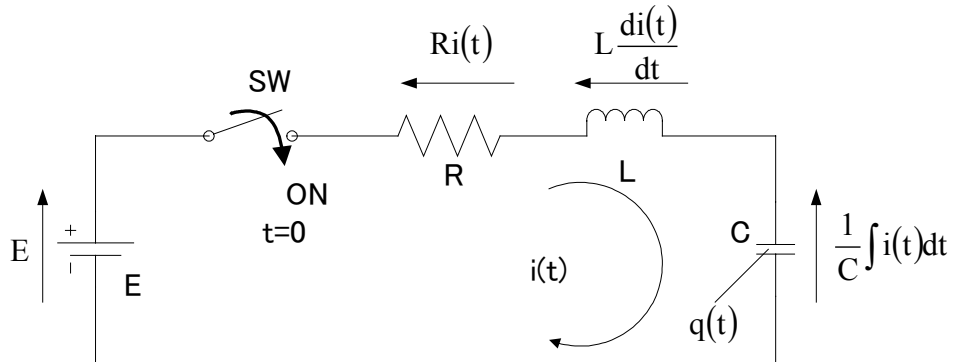 Ri(t)
L di(t)/dt
SW
ON
t=0
R
L
E
+
-
E
i(t)
C
q(t)
1/C ∫i(t)dt